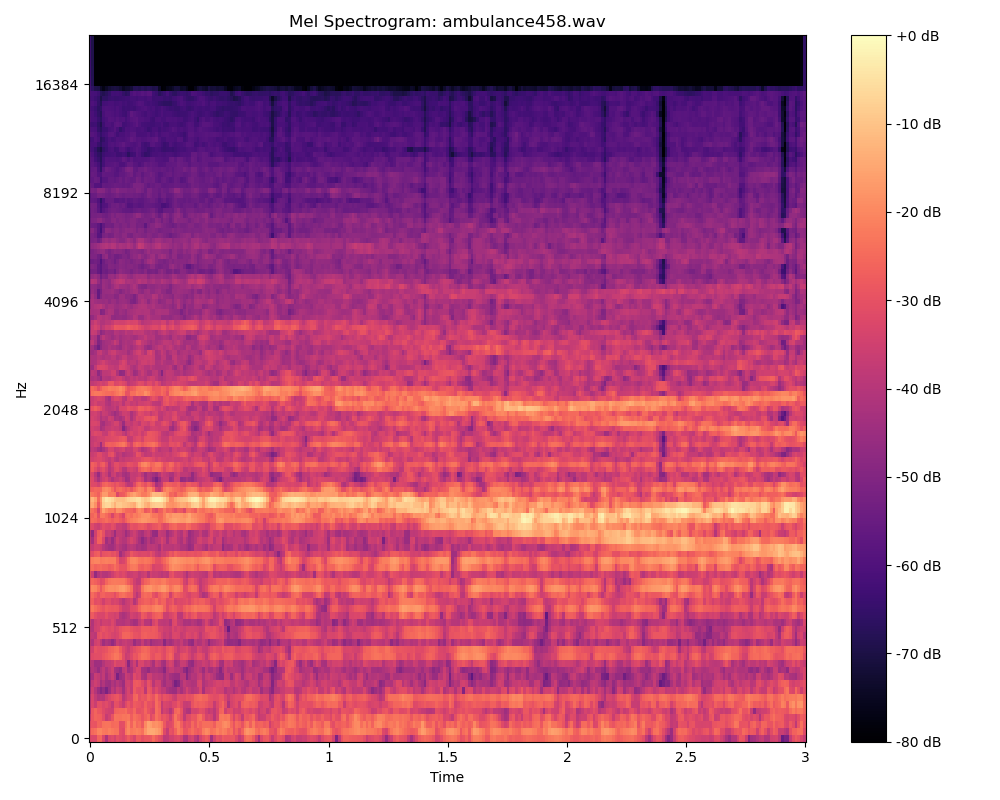 Mel Spectrogram: ambulance458.wav
Hz
16384
8192
4096
2048
1024
512
0
0
0.5
1
1.5
2
2.5
3
Time
+0 dB
-10 dB
-20 dB
-30 dB
-40 dB
-50 dB
-60 dB
-70 dB
-80 dB